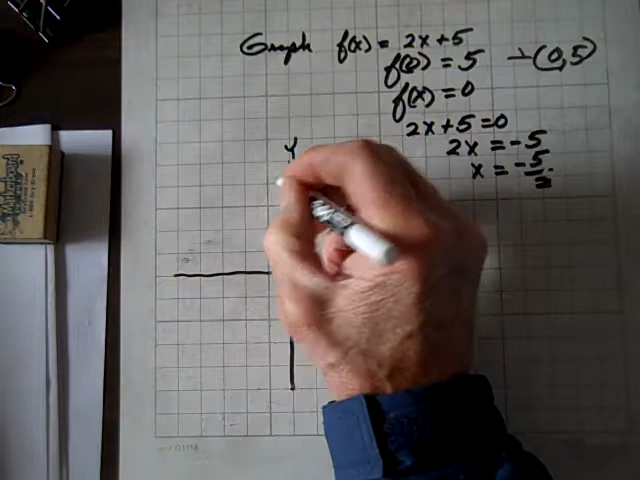 Graph f(x) = 2x+5
f(0) = 5 → (0,5)
f(x) = 0
2x+5=0
2x = -5
x = -5/2
Y